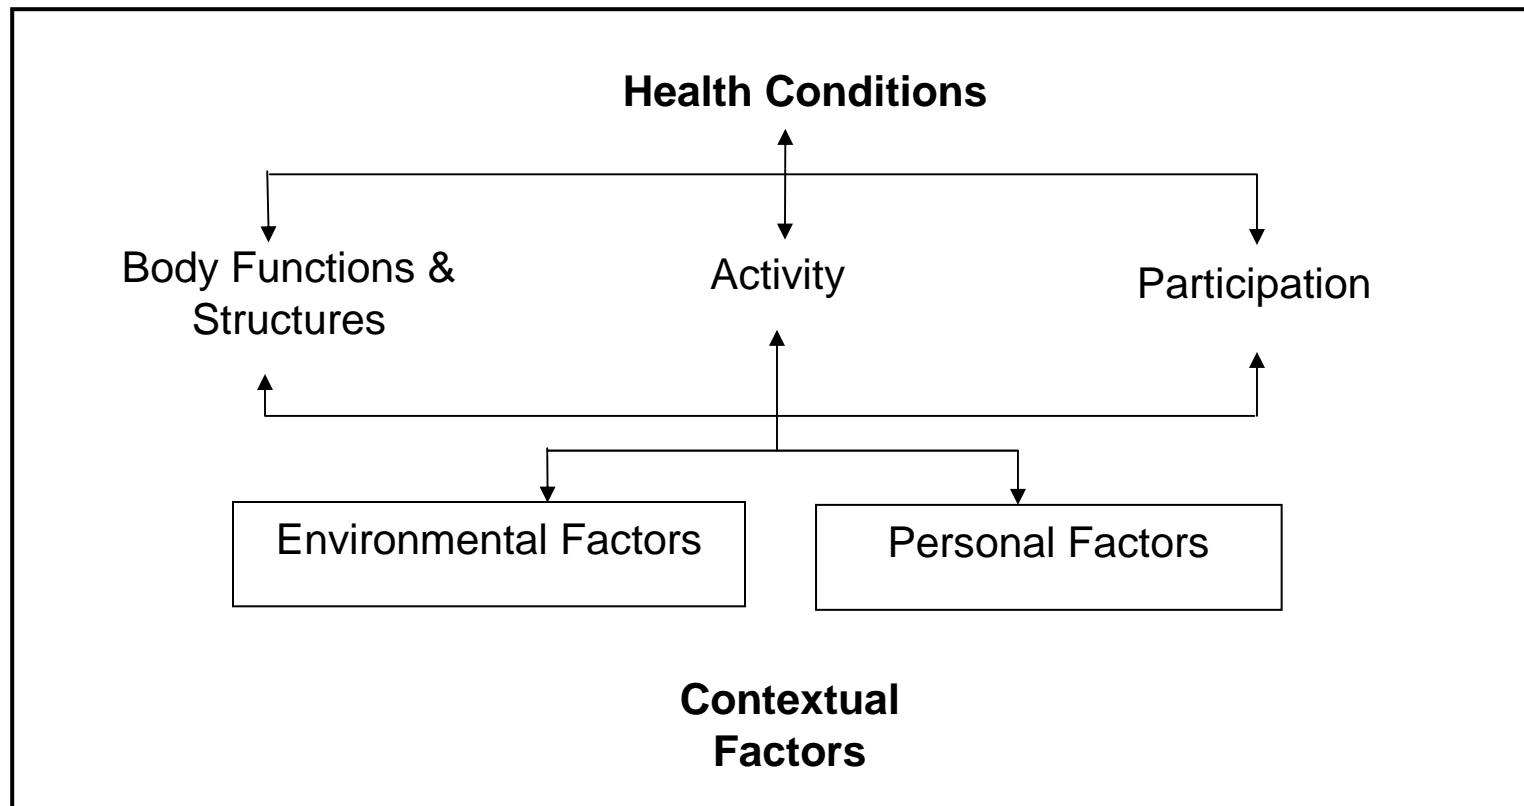 Health Conditions
Body Functions &
Structures
Activity
Participation
Environmental Factors
Personal Factors
Contextual
Factors